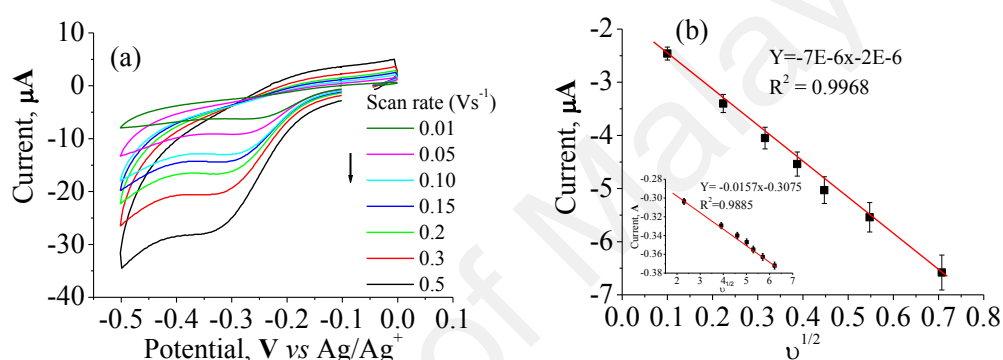 (a)
10
0
-10
-20
-30
-40
Current, µA
Scan rate (Vs⁻¹)
0.01
0.05
0.10
0.15
0.2
0.3
0.5
-0.5 -0.4 -0.3 -0.2 -0.1 0.0 0.1
Potential, V vs Ag/Ag⁺
(b)
-2
-3
-4
-5
-6
-7
Current, µA
Y=-7E-6x-2E-6
R² = 0.9968
-0.28
-0.30
-0.32
-0.34
-0.36
-0.38
Current, A
Y= -0.0157x-0.3075
R²=0.9885
2 3 4 5 6 7
υ¹/²
0.0 0.1 0.2 0.3 0.4 0.5 0.6 0.7 0.8
υ¹/²
of Malay